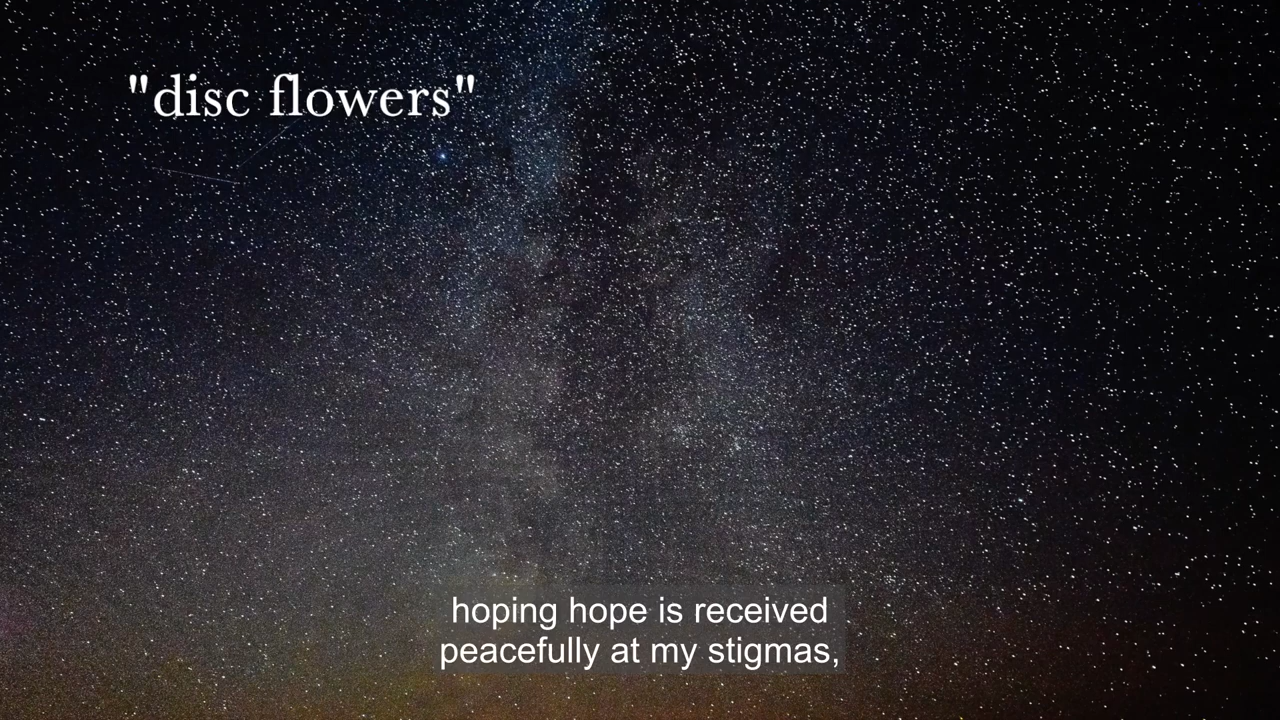 "disc flowers"
hoping hope is received
peacefully at my stigmas,